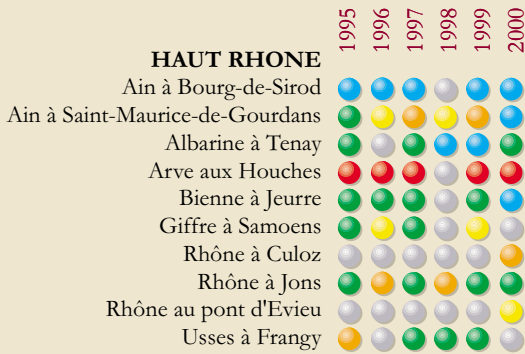 1995 1996 1997 1998 1999 2000
HAUT RHONE
Ain à Bourg-de-Sirod
Ain à Saint-Maurice-de-Gourdans
Albarine à Tenay
Arve aux Houches
Bienne à Jeurre
Giffre à Samoens
Rhône à Culoz
Rhône à Jons
Rhône au pont d'Evieu
Usses à Frangy